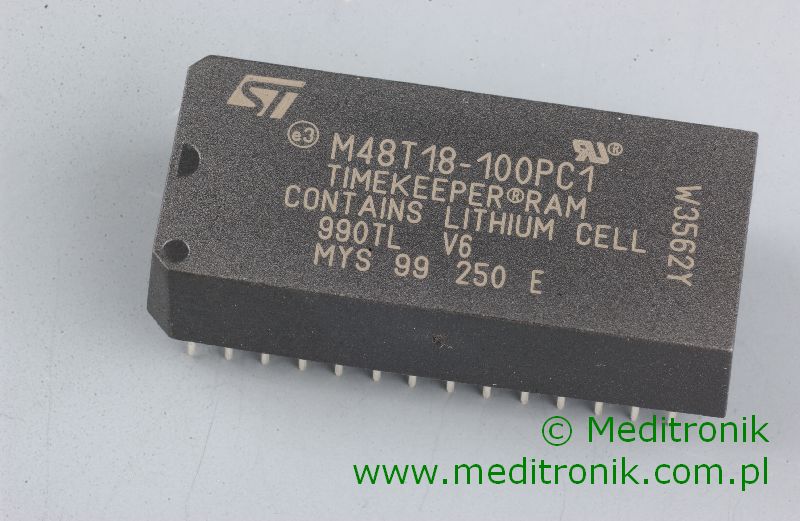 ST
e3
M48T18-100PC1
TIMEKEEPER®RAM
CONTAINS LITHIUM CELL
990TL V6
MYS 99 250 E
W3562Y
© Meditronik
www.meditronik.com.pl